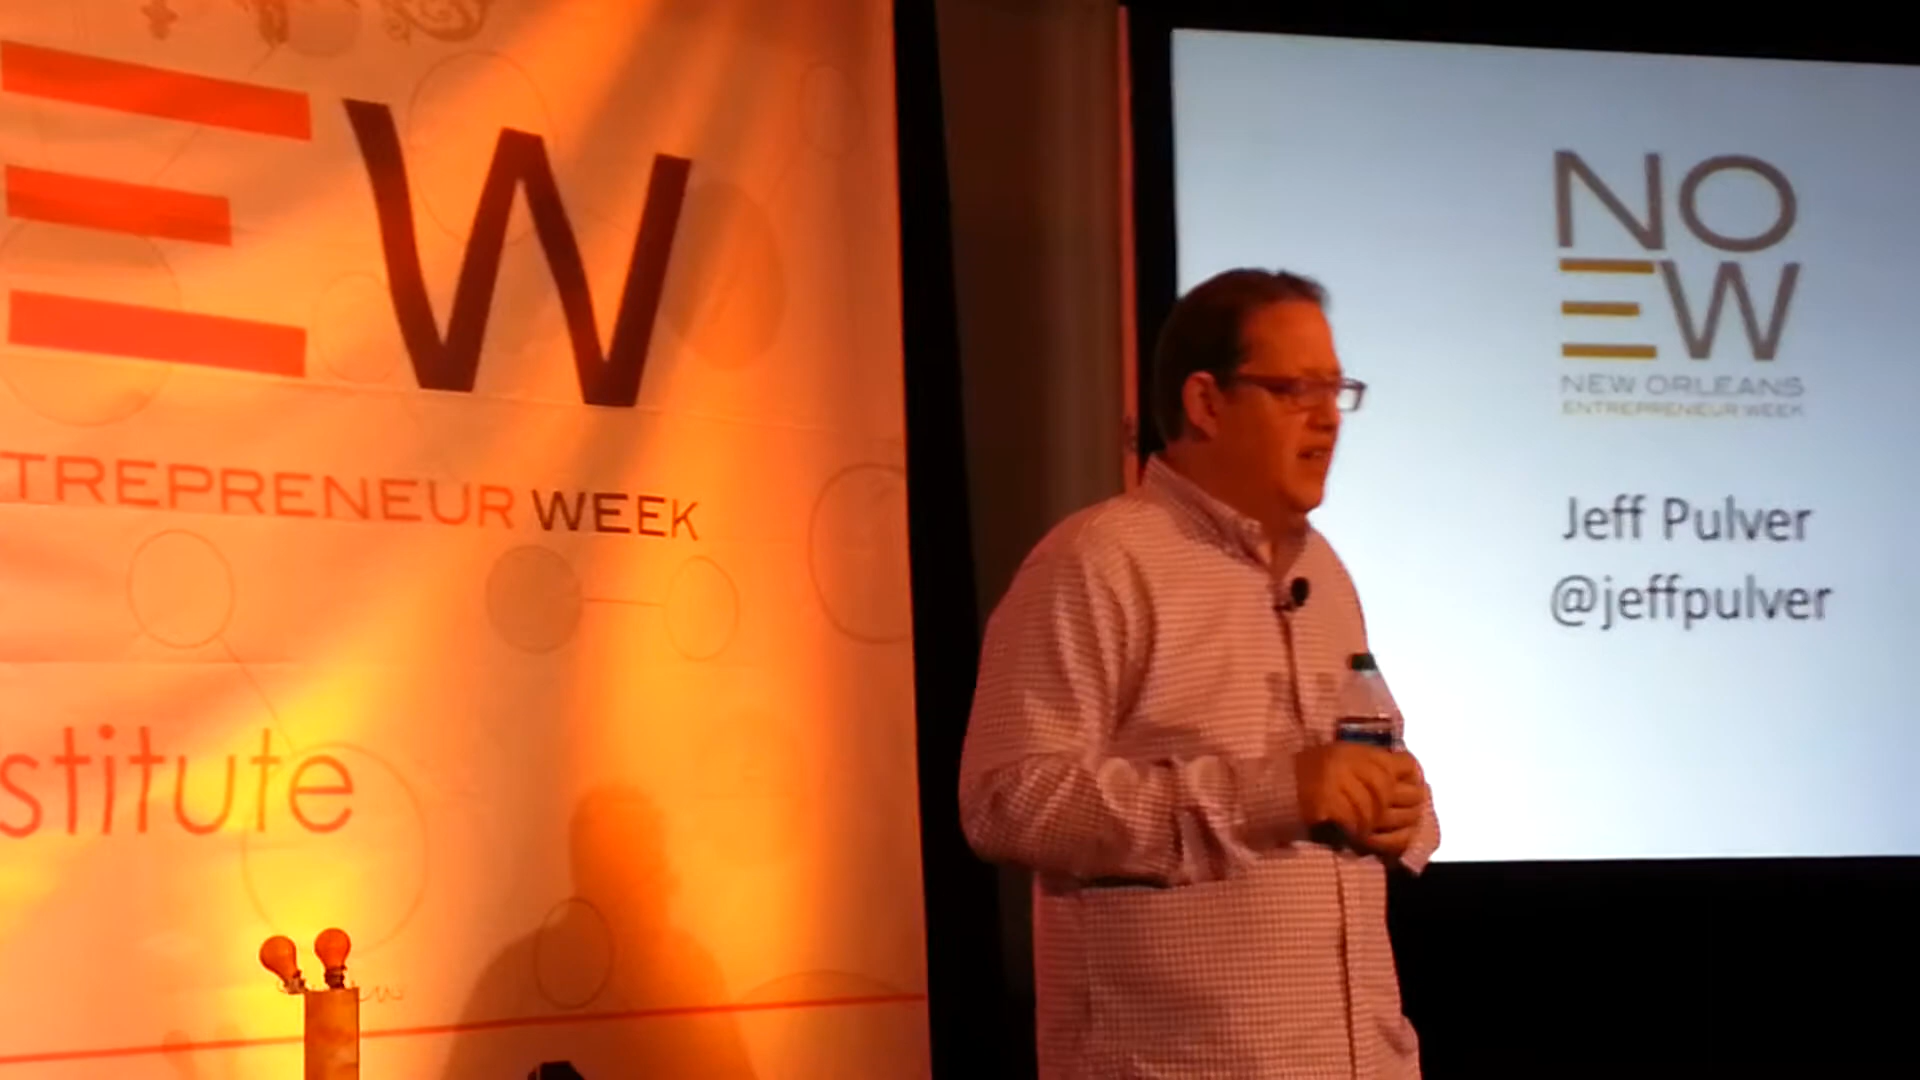 EW
TREPRENEUR WEEK
stitute
NO
EW
NEW ORLEANS
ENTREPRENEUR WEEK
Jeff Pulver
@jeffpulver